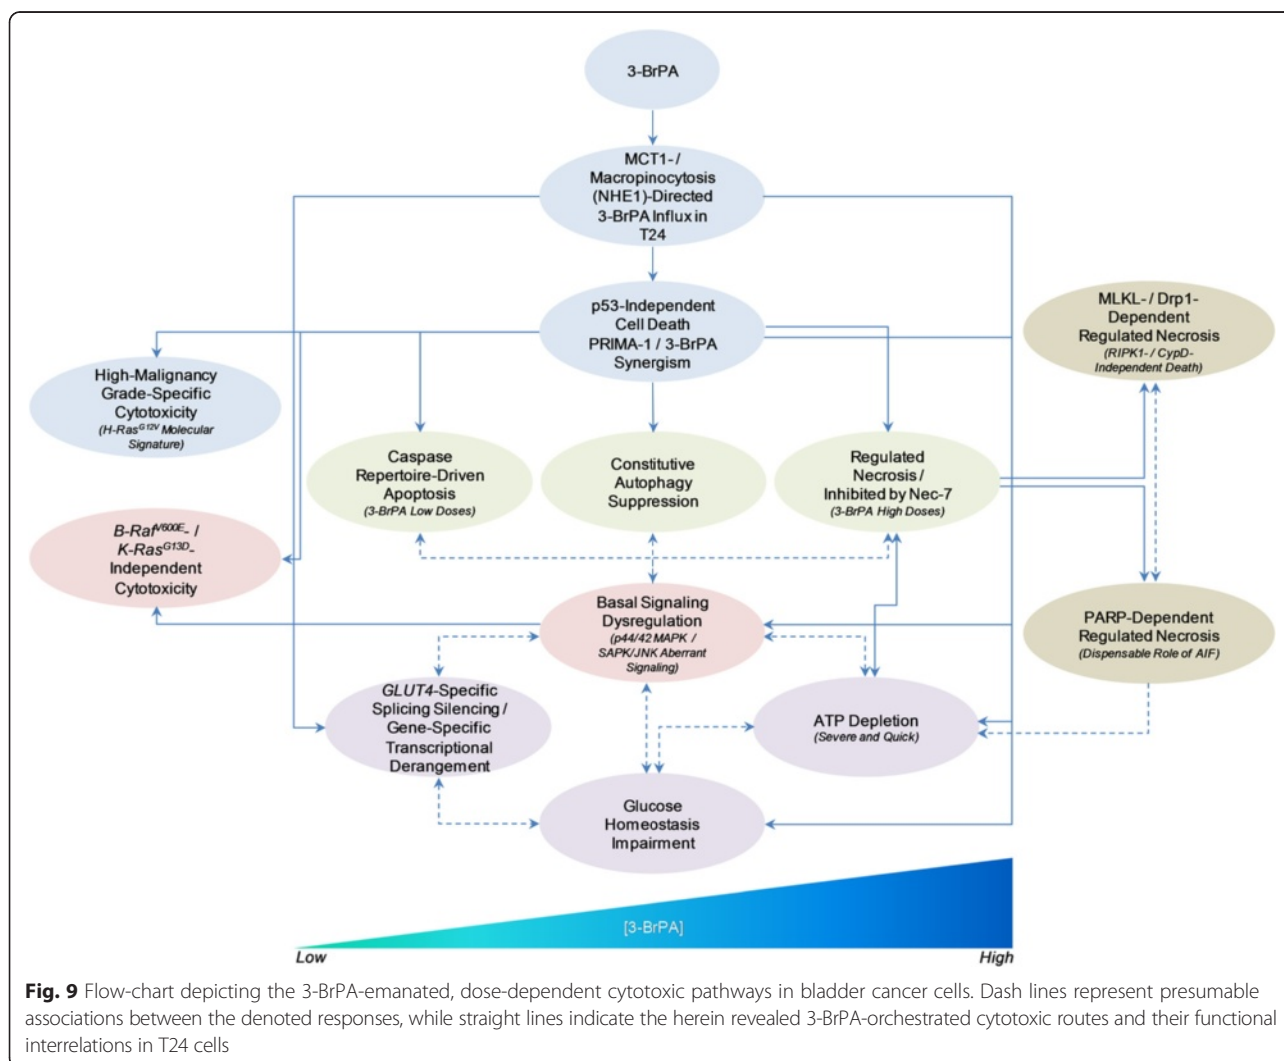 3-BrPA
MCT1- /
Macropinocytosis
(NHE1)-Directed
3-BrPA Influx in
T24
p53-Independent
Cell Death
PRIMA-1 / 3-BrPA
Synergism
MLKL- / Drp1-
Dependent
Regulated Necrosis
(RIPK1- / CypD-
Independent Death)
High-Malignancy
Grade-Specific
Cytotoxicity
(H-Ras^G12V Molecular
Signature)
Caspase
Repertoire-Driven
Apoptosis
(3-BrPA Low Doses)
Constitutive
Autophagy
Suppression
Regulated
Necrosis /
Inhibited by Nec-7
(3-BrPA High Doses)
B-Raf^V600E- /
K-Ras^G13D-
Independent
Cytotoxicity
Basal Signaling
Dysregulation
(p44/42 MAPK /
SAPK/JNK Aberrant
Signaling)
PARP-Dependent
Regulated Necrosis
(Dispensable Role of AIF)
GLUT4-Specific
Splicing Silencing /
Gene-Specific
Transcriptional
Derangement
ATP Depletion
(Severe and Quick)
Glucose
Homeostasis
Impairment
[3-BrPA]
Low
High
Fig. 9 Flow-chart depicting the 3-BrPA-emanated, dose-dependent cytotoxic pathways in bladder cancer cells. Dash lines represent presumable
associations between the denoted responses, while straight lines indicate the herein revealed 3-BrPA-orchestrated cytotoxic routes and their functional
interrelations in T24 cells